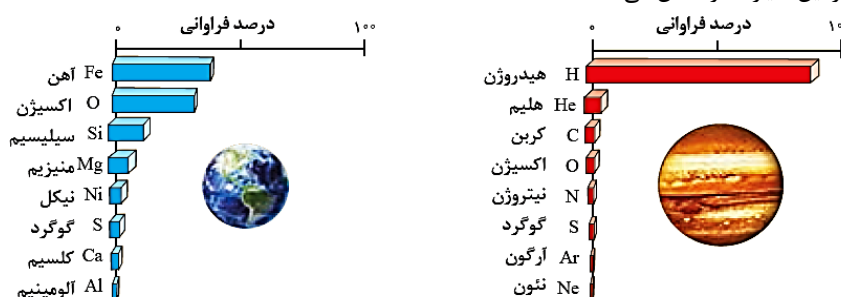 درصد فراوانی
۰ ۱۰۰
Fe آهن
O اکسیژن
Si سیلیسیم
Mg منیزیم
Ni نیکل
S گوگرد
Ca کلسیم
Al آلومینیم
درصد فراوانی
۰
H هیدروژن
He هلیم
C کربن
O اکسیژن
N نیتروژن
S گوگرد
Ar آرگون
Ne نئون